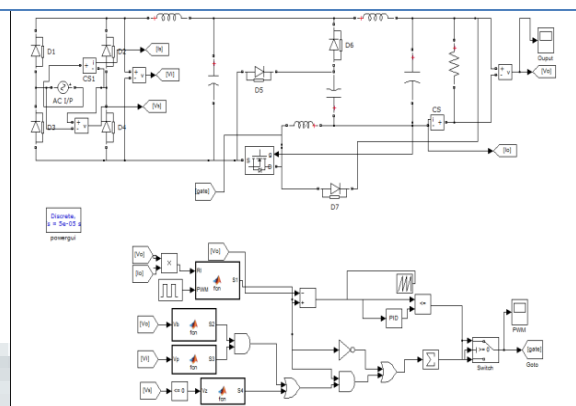 D1
D2
CS1
AC I/P
D3
D4
[Is]
[Vi]
[Vs]
D5
D6
D7
CS
[Io]
[Vo]
Ouput
[gate]
Discrete,
s = 5e-05 s
powergui
[Vo]
[Io]
X
[Vo]
PWM
fcn
S1
[Vo]
fcn
S2
[Vi]
Vp
fcn
S3
[Vs]
<= 0
Vz
fcn
S4
PID
<=
Σ
Switch
PWM
[gate]
Goto